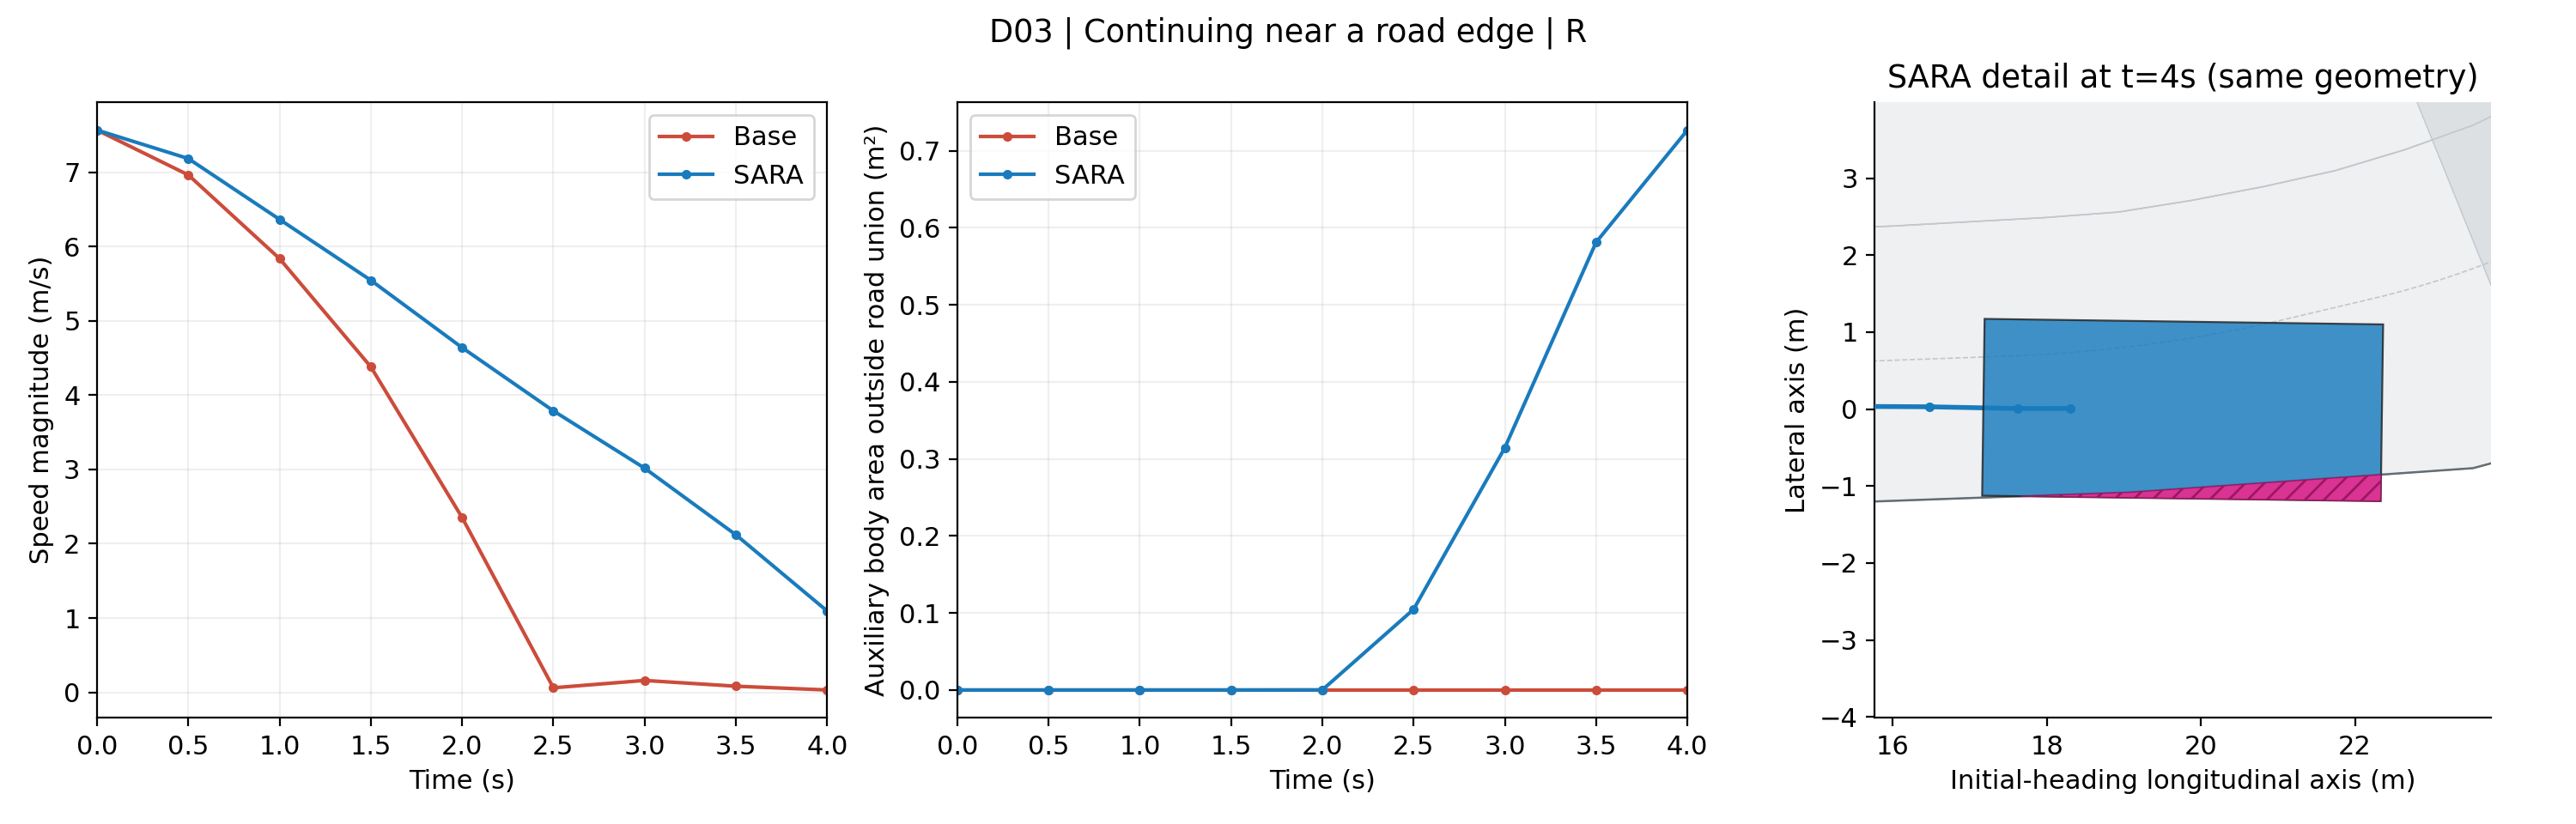 D03 | Continuing near a road edge | R
Speed magnitude (m/s)
7
6
5
4
3
2
1
0
0.0 0.5 1.0 1.5 2.0 2.5 3.0 3.5 4.0
Time (s)
Base
SARA
Auxiliary body area outside road union (m²)
0.7
0.6
0.5
0.4
0.3
0.2
0.1
0.0
0.0 0.5 1.0 1.5 2.0 2.5 3.0 3.5 4.0
Time (s)
Base
SARA
SARA detail at t=4s (same geometry)
Lateral axis (m)
3
2
1
0
−1
−2
−3
−4
16 18 20 22
Initial-heading longitudinal axis (m)